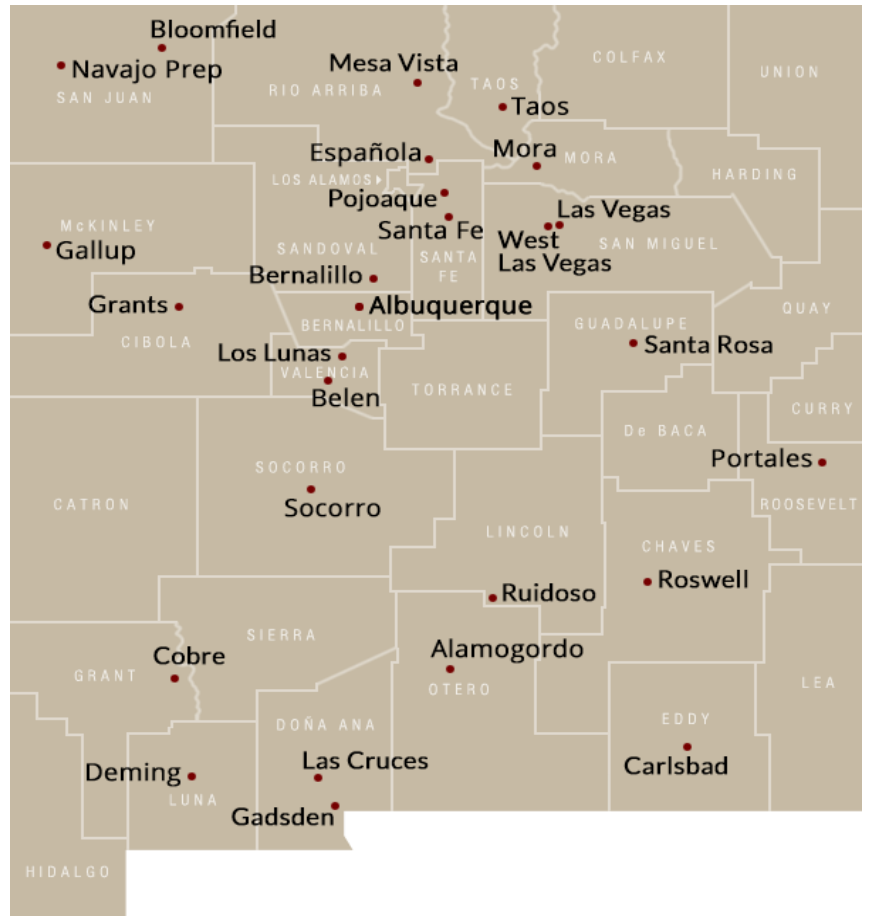 Bloomfield
Navajo Prep
SAN JUAN
Mesa Vista
RIO ARRIBA
TAOS
Taos
COLFAX
UNION
Española
Mora
MORA
LOS ALAMOS
HARDING
Pojoaque
Santa Fe
SANTA
FE
Las Vegas
West
Las Vegas
SAN MIGUEL
McKINLEY
Gallup
SANDOVAL
Bernalillo
Grants
CIBOLA
Albuquerque
BERNALILLO
QUAY
GUADALUPE
Santa Rosa
Los Lunas
VALENCIA
Belen
TORRANCE
De BACA
CURRY
Portales
ROOSEVELT
CATRON
SOCORRO
Socorro
LINCOLN
CHAVES
Roswell
Ruidoso
SIERRA
Alamogordo
OTERO
Cobre
GRANT
LEA
EDDY
Carlsbad
DOÑA ANA
Las Cruces
Deming
LUNA
Gadsden
HIDALGO